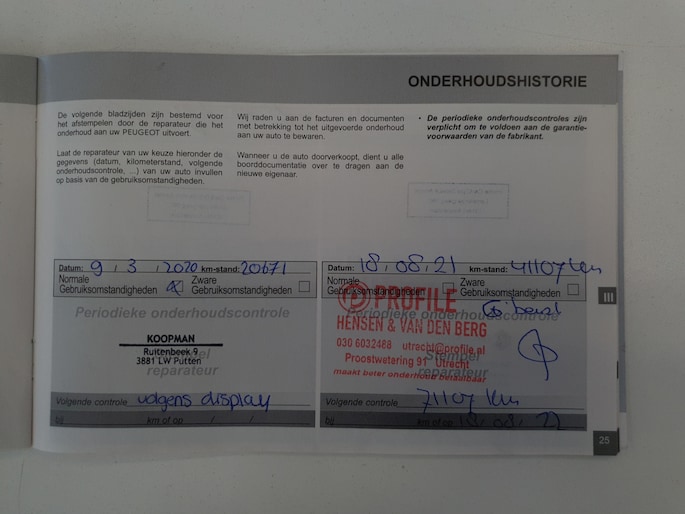 ONDERHOUDSHISTORIE
De volgende bladzijden zijn bestemd voor
het afstempelen door de reparateur die het
onderhoud aan uw PEUGEOT uitvoert.
Laat de reparateur van uw keuze hieronder de
gegevens (datum, kilometerstand, volgende
onderhoudscontrole, ...) van uw auto invullen
op basis van de gebruiksomstandigheden.
Wij raden u aan de facturen en documenten
met betrekking tot het uitgevoerde onderhoud
aan uw auto te bewaren.
Wanneer u de auto doorverkoopt, dient u alle
boorddocumentatie over te dragen aan de
nieuwe eigenaar.
• De periodieke onderhoudscontroles zijn
verplicht om te voldoen aan de garantie-
voorwaarden van de fabrikant.
Datum: 9 / 3 / 2020 km-stand: 20671
Normale
Gebruiksomstandigheden
Zware
Gebruiksomstandigheden
Periodieke onderhoudscontrole
KOOPMAN
Ruitenbeek 9
3881 LW Putten
Stempel
reparateur
Volgende controle volgens display
bij km of op / /
Datum: 18.08.21 km-stand: 41107 km
Normale
Gebruiksomstandigheden
Zware
Gebruiksomstandigheden
Periodieke onderhoudscontrole
PROFILE
HENSEN & VAN DEN BERG
030 6032488 utrecht@profile.nl
Proostwetering 91 Utrecht
maakt beter onderhoud betaalbaar
Stempel
reparateur
Volgende controle 71107 km
bij km of op 18.08.22
III
25